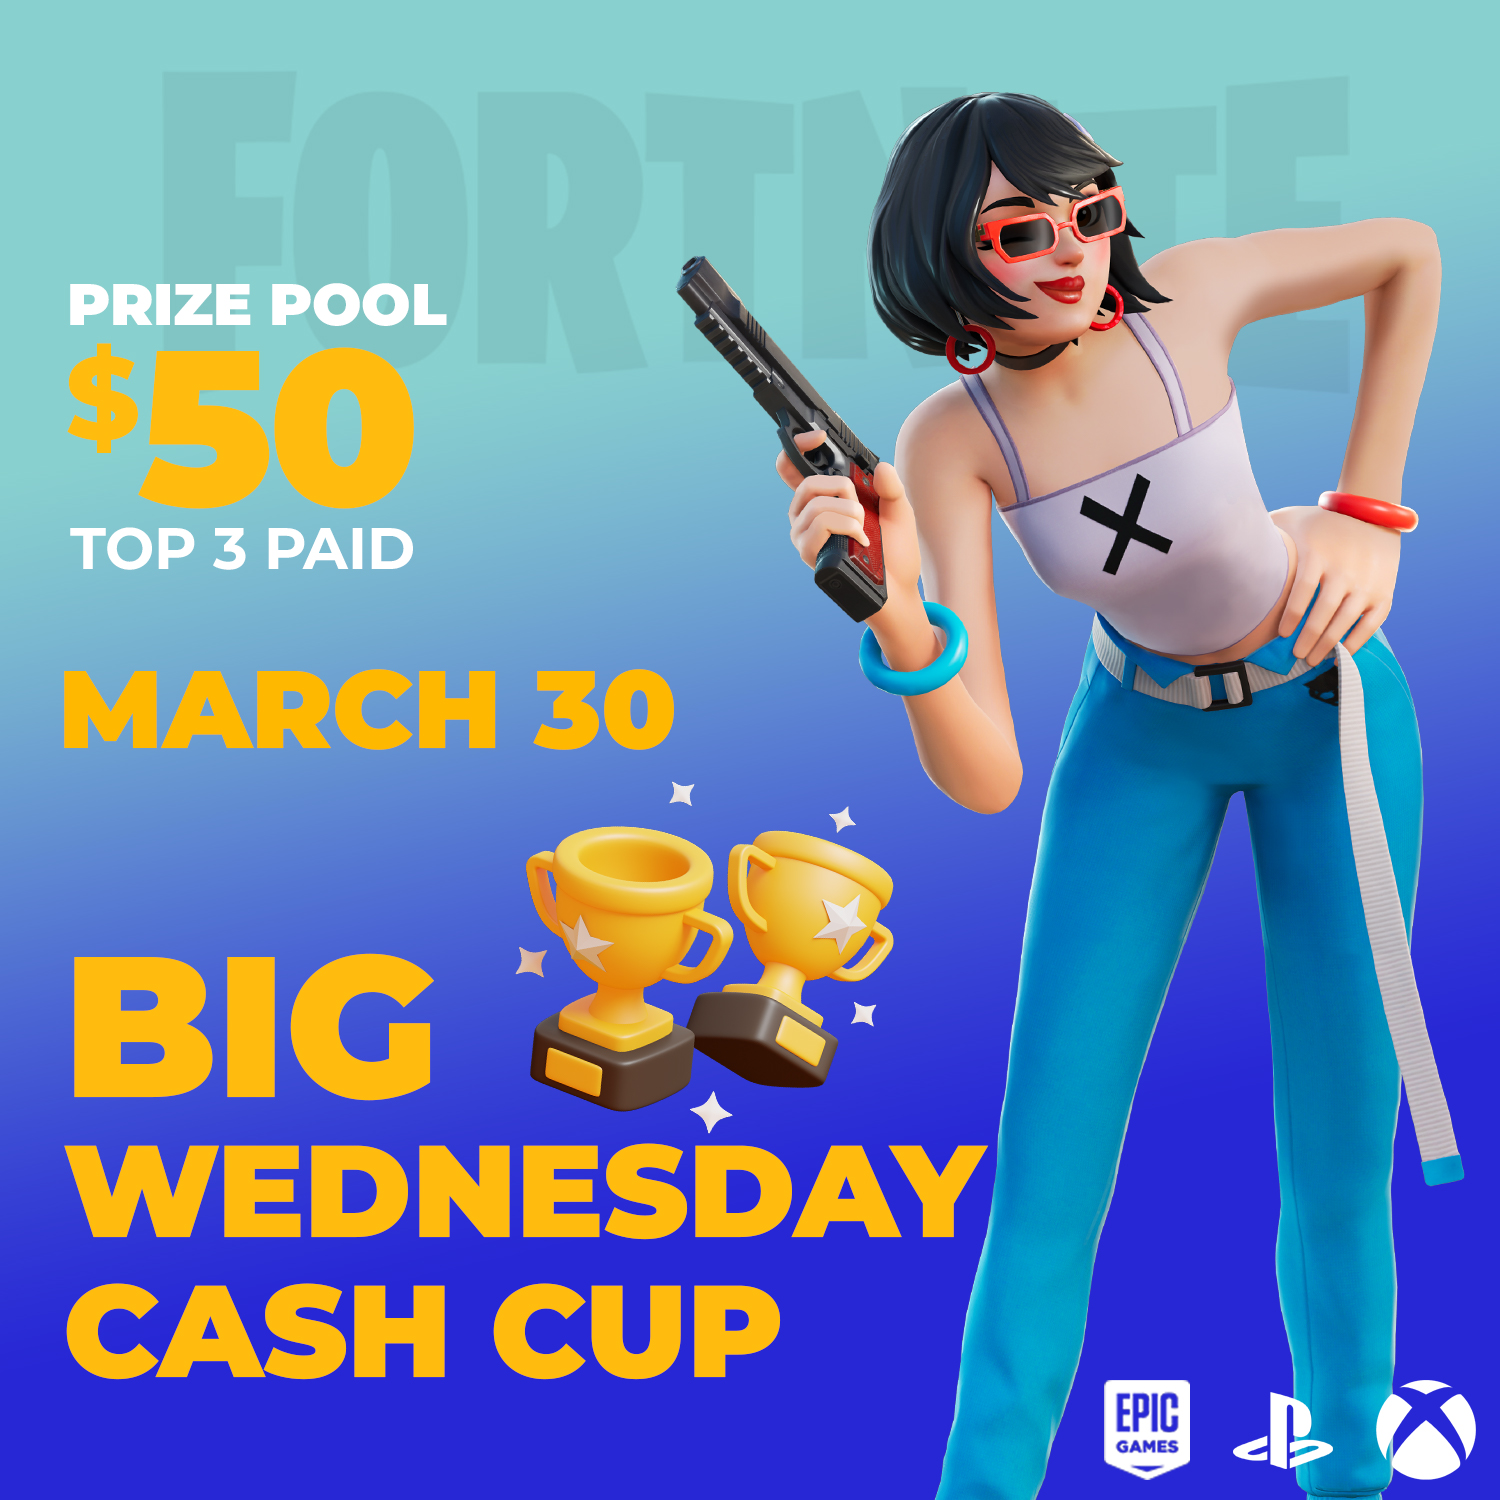 FORTNITE
PRIZE POOL
$50
TOP 3 PAID
MARCH 30
BIG
WEDNESDAY
CASH CUP
EPIC
GAMES